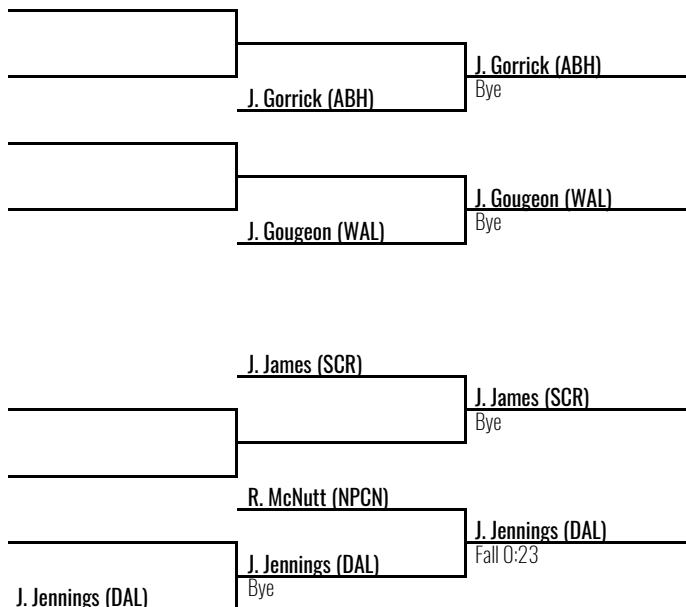 J. Gorrick (ABH)
Bye
J. Gorrick (ABH)
J. Gougeon (WAL)
Bye
J. Gougeon (WAL)
J. James (SCR)
J. James (SCR)
Bye
R. McNutt (NPCN)
J. Jennings (DAL)
Fall 0:23
J. Jennings (DAL)
Bye
J. Jennings (DAL)